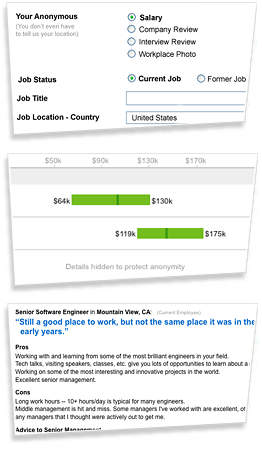 Your Anonymous
(You don't even have
to tell us your location)
Salary
Company Review
Interview Review
Workplace Photo
Job Status
Current Job
Former Job
Job Title
Job Location - Country
United States
$50k $90k $130k $170k
$64k $130k
$119k $175k
Details hidden to protect anonymity
Senior Software Engineer in Mountain View, CA: (Current Employee)
“Still a good place to work, but not the same place it was in the
early years.”
Pros
Working with and learning from some of the most brilliant engineers in your field.
Tech talks, visiting speakers, classes, etc. give you lots of opportunities to learn about a
Working on some of the most interesting and innovative projects in the world.
Excellent senior management.
Cons
Long work hours -- 10+ hours/day is typical for many engineers.
Middle management is hit and miss. Some managers I've worked with are excellent, of
any managers that I thought were actively out to get me.
Advice to Senior Management